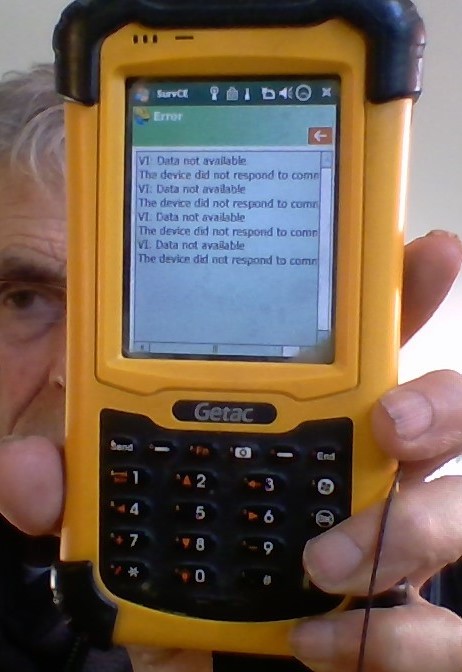 SurvCE
Error
VI: Data not available
The device did not respond to comm
VI: Data not available
The device did not respond to comm
VI: Data not available
The device did not respond to comm
VI: Data not available
The device did not respond to comm
Getac
Send Fn End
1 2 3
4 5 6
7 8 9
* 0 #